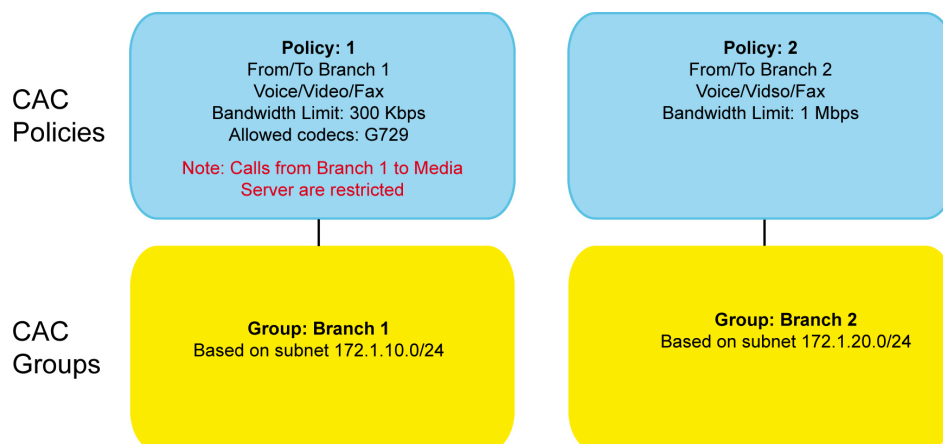 CAC
Policies
Policy: 1
From/To Branch 1
Voice/Video/Fax
Bandwidth Limit: 300 Kbps
Allowed codecs: G729
Note: Calls from Branch 1 to Media
Server are restricted
Policy: 2
From/To Branch 2
Voice/Vidso/Fax
Bandwidth Limit: 1 Mbps
CAC
Groups
Group: Branch 1
Based on subnet 172.1.10.0/24
Group: Branch 2
Based on subnet 172.1.20.0/24